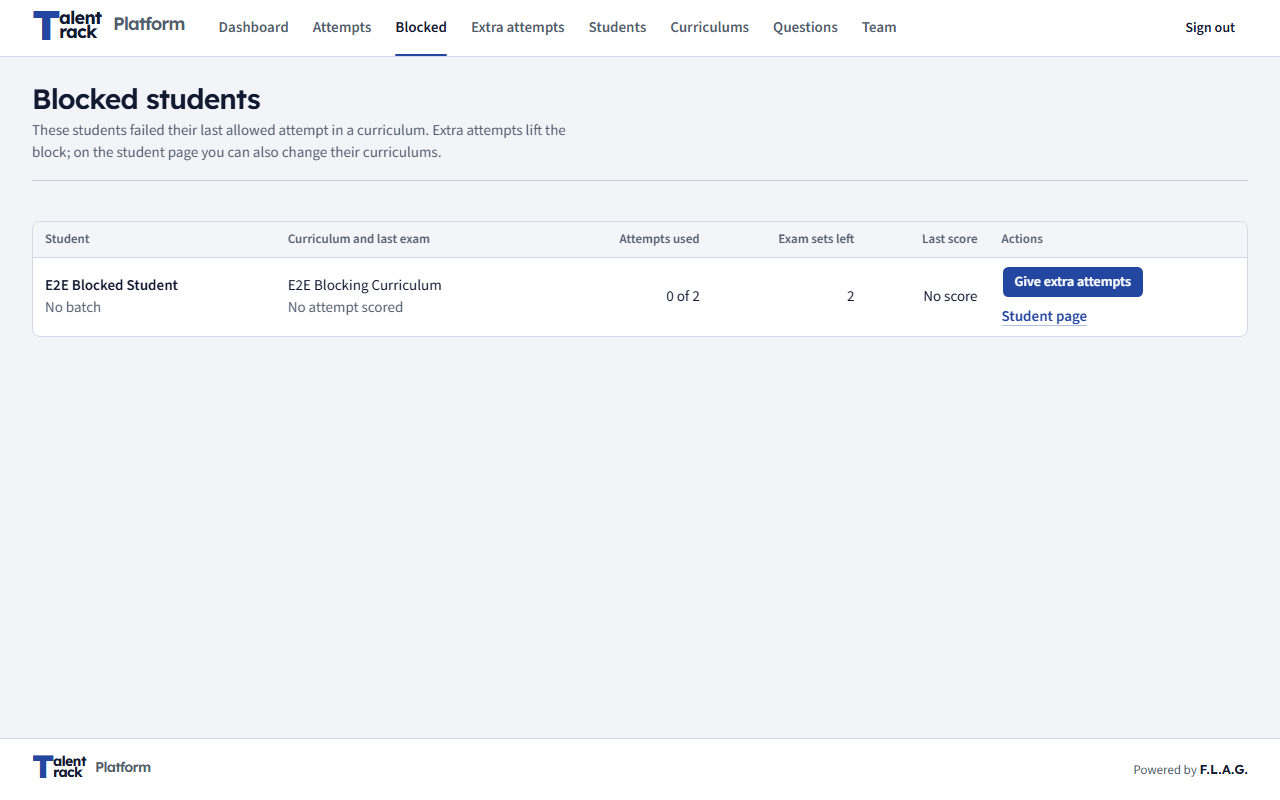 Talent Track Platform Dashboard Attempts Blocked Extra attempts Students Curriculums Questions Team Sign out
Blocked students
These students failed their last allowed attempt in a curriculum. Extra attempts lift the
block; on the student page you can also change their curriculums.
Student Curriculum and last exam Attempts used Exam sets left Last score Actions
E2E Blocked Student E2E Blocking Curriculum 0 of 2 2 No score Give extra attempts
No batch No attempt scored Student page
Talent Track Platform Powered by F.L.A.G.